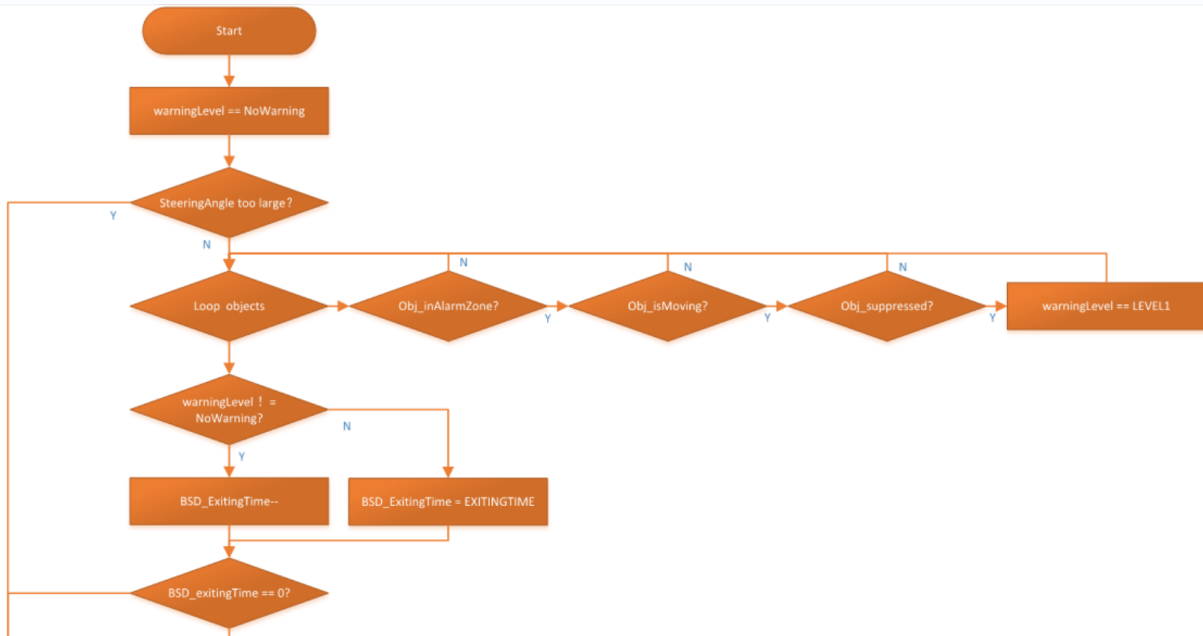 Start
warningLevel == NoWarning
SteeringAngle too large?
Y
N
N
N
N
Loop objects
Obj_inAlarmZone?
Y
Obj_isMoving?
Y
Obj_suppressed?
Y
warningLevel == LEVEL1
warningLevel ! =
NoWarning?
N
Y
BSD_ExitingTime--
BSD_ExitingTime = EXITINGTIME
BSD_exitingTime == 0?